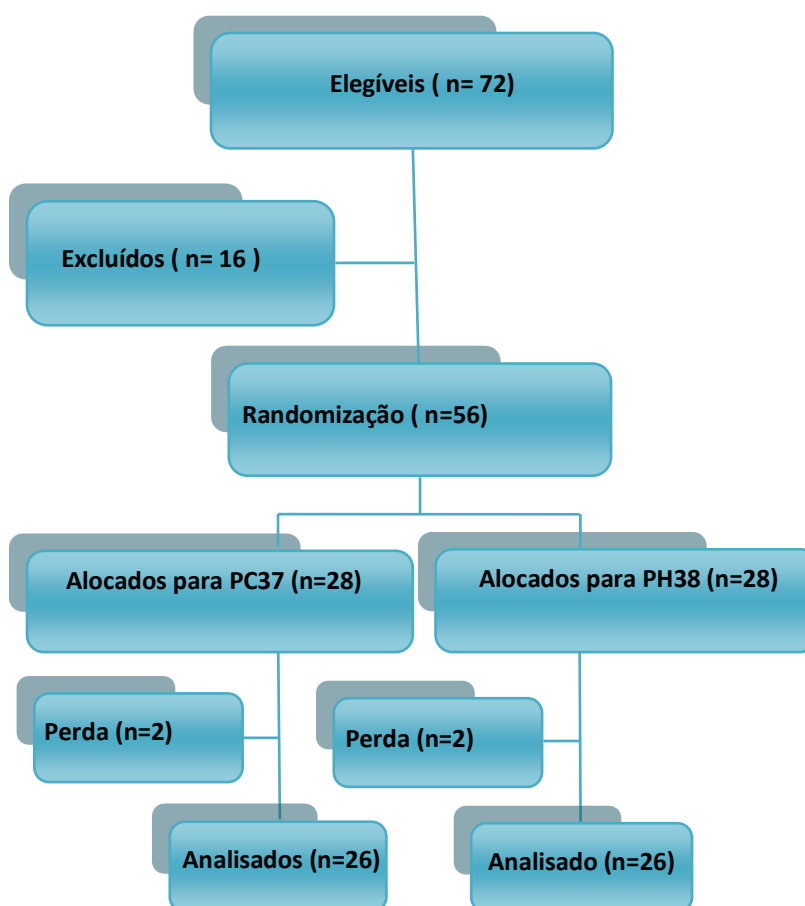 Elegíveis ( n= 72)
Excluídos ( n= 16 )
Randomização ( n=56)
Alocados para PC37 (n=28)
Alocados para PH38 (n=28)
Perda (n=2)
Perda (n=2)
Analisados (n=26)
Analisado (n=26)